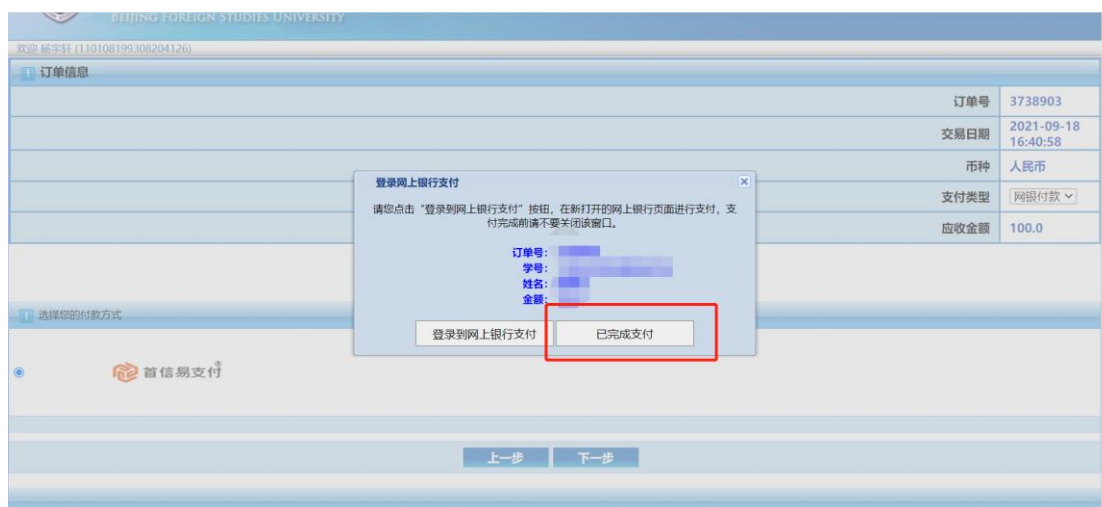 BEIJING FOREIGN STUDIES UNIVERSITY
欢迎 杨宇轩 (110108199308204126)
订单信息
订单号 3738903
交易日期 2021-09-18 16:40:58
币种 人民币
支付类型 网银付款
应收金额 100.0
登录网上银行支付
请您点击“登录到网上银行支付”按钮，在新打开的网上银行页面进行支付，支
付完成前请不要关闭该窗口。
订单号：
学号：
姓名：
金额：
登录到网上银行支付 已完成支付
选择您的付款方式
首信易支付
上一步 下一步